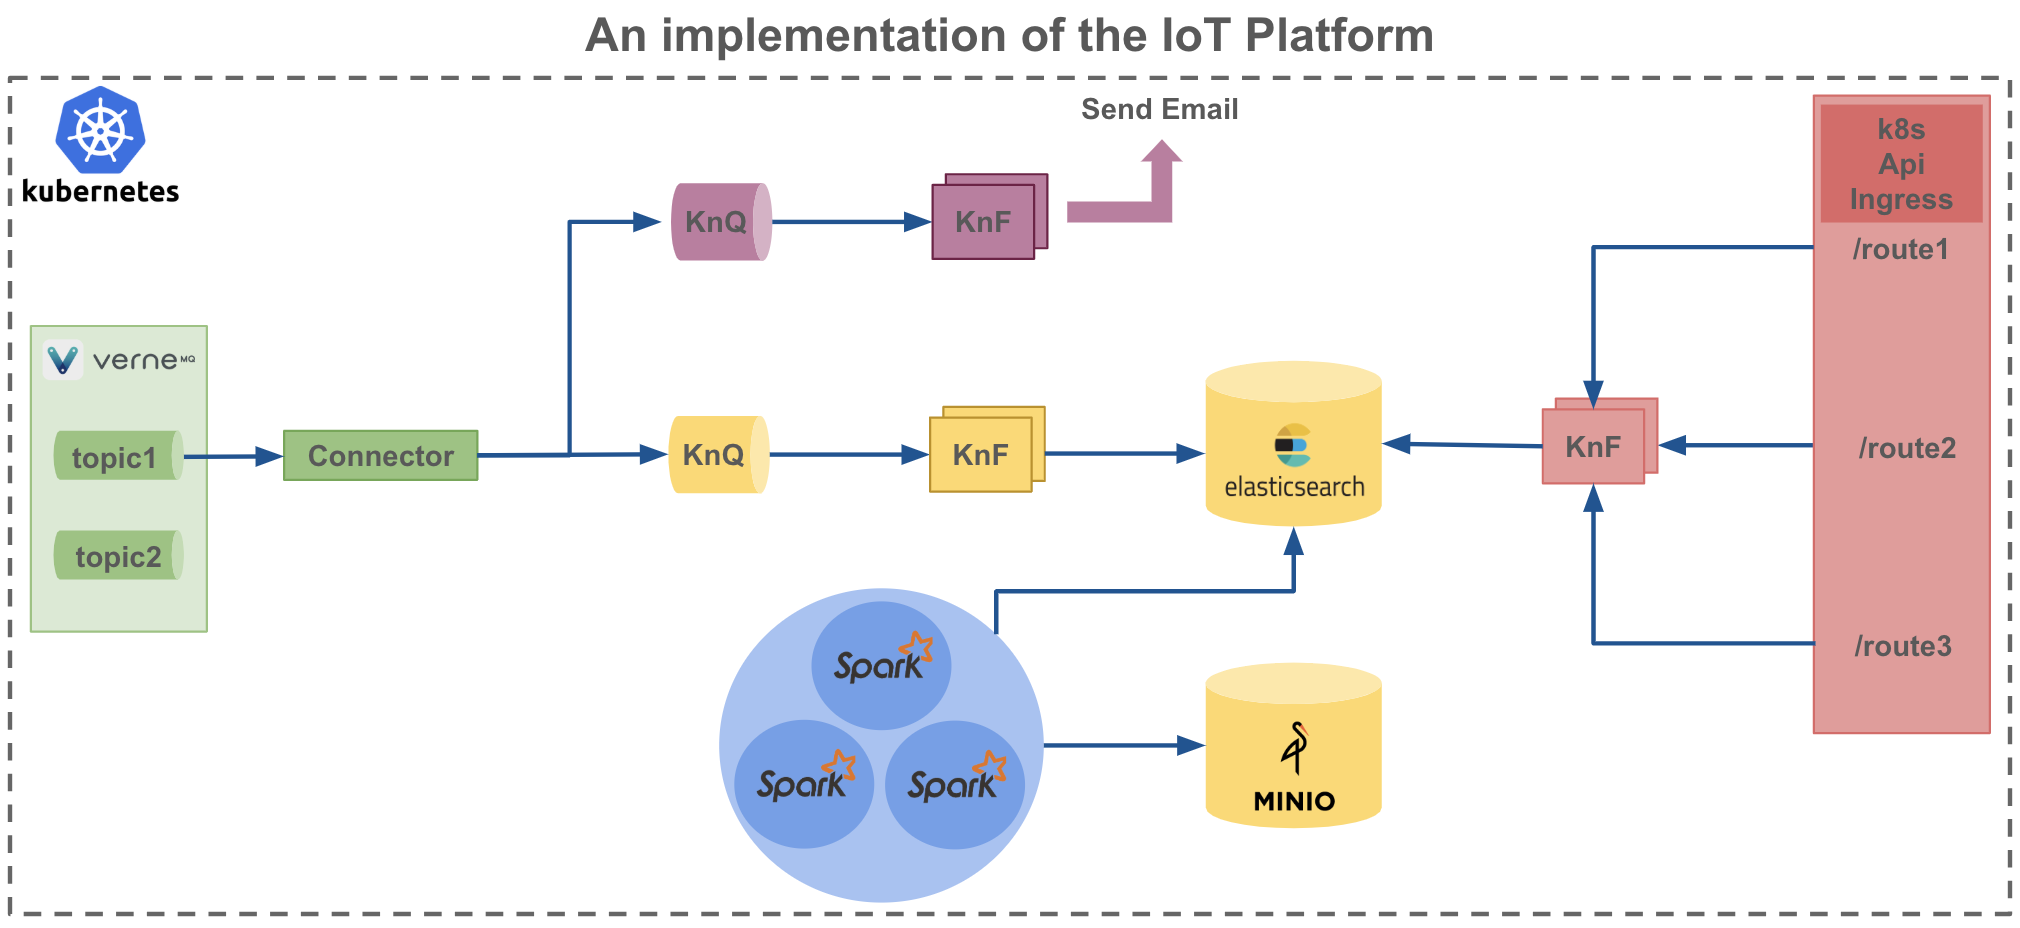 An implementation of the IoT Platform
kubernetes
Send Email
k8s
Api
Ingress
/route1
/route2
/route3
KnQ
KnF
verneMQ
topic1
topic2
Connector
KnQ
KnF
elasticsearch
KnF
Spark
Spark
Spark
MINIO